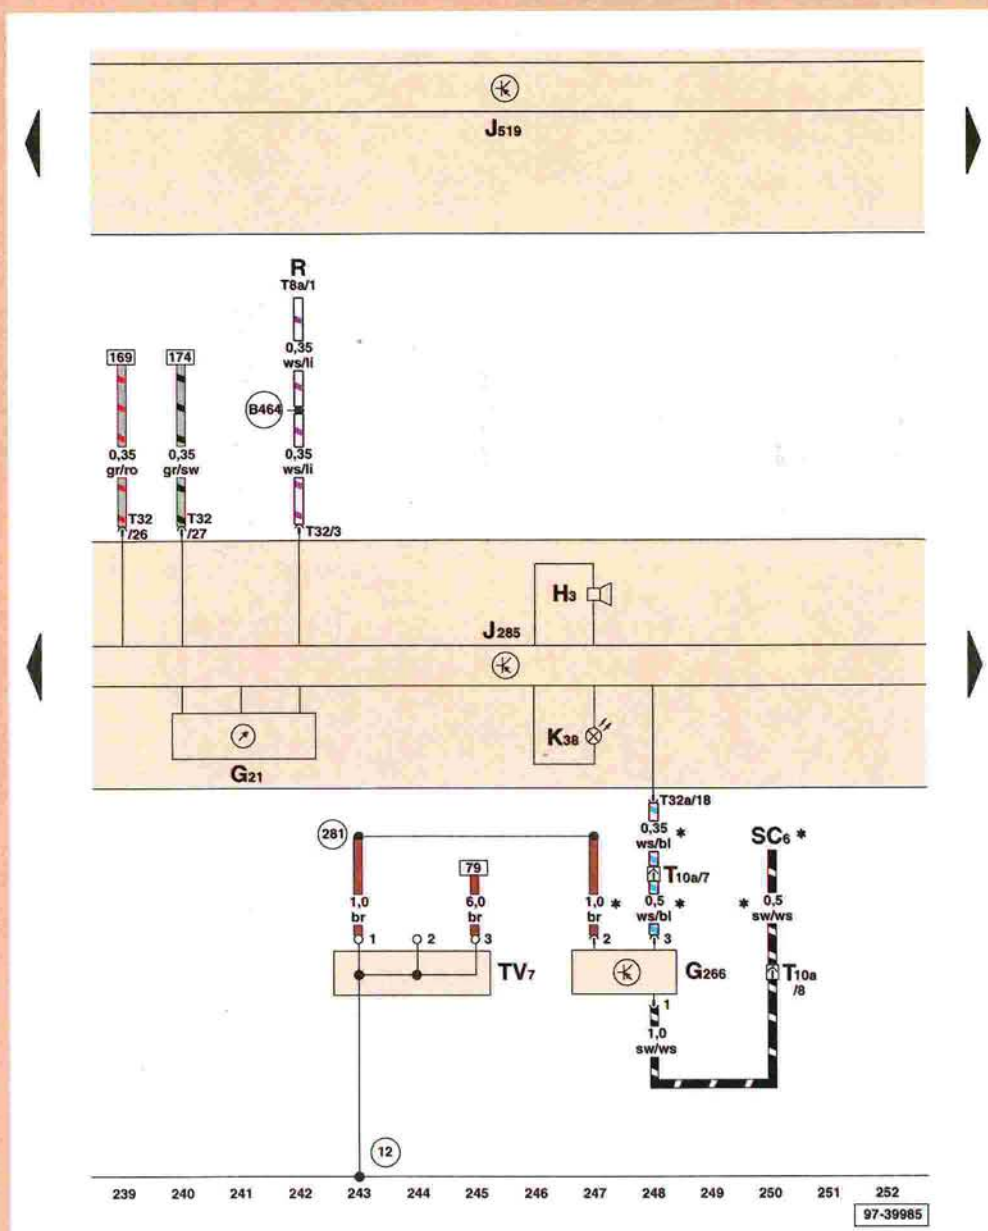 J519
R
T8a/1
0,35
ws/li
169
174
B464
0,35
gr/ro
0,35
gr/sw
0,35
ws/li
T32
/26
T32
/27
T32/3
H3
J285
K38
G21
T32a/18
281
0,35
ws/bl
*
SC6 *
79
T10a/7
1,0
br
6,0
br
1,0
br
*
0,5
ws/bl
*
*
0,5
sw/ws
1
2
3
2
3
TV7
G266
T10a
/8
1
1,0
sw/ws
12
239 240 241 242 243 244 245 246 247 248 249 250 251 252
97-39985